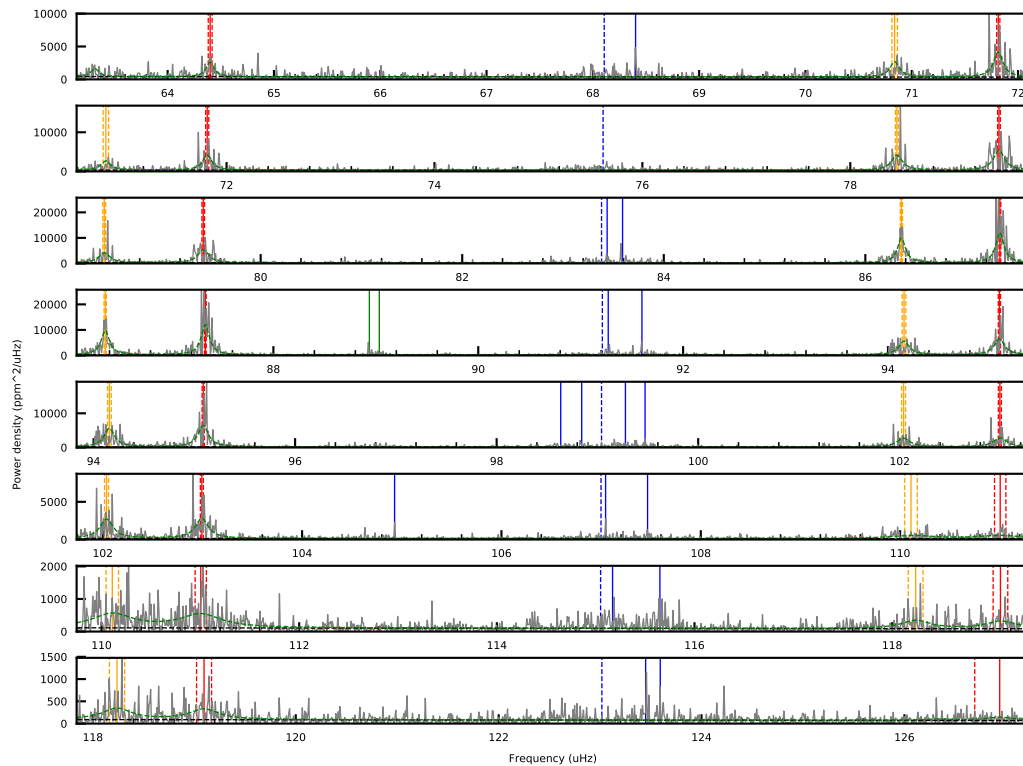 10000
5000
0
64 65 66 67 68 69 70 71 72
10000
0
72 74 76 78
20000
10000
0
80 82 84 86
20000
10000
0
88 90 92 94
10000
0
94 96 98 100 102
5000
0
102 104 106 108 110
2000
1000
0
110 112 114 116 118
1500
1000
500
0
118 120 122 124 126
Power density (ppm^2/(uHz)
Frequency (uHz)